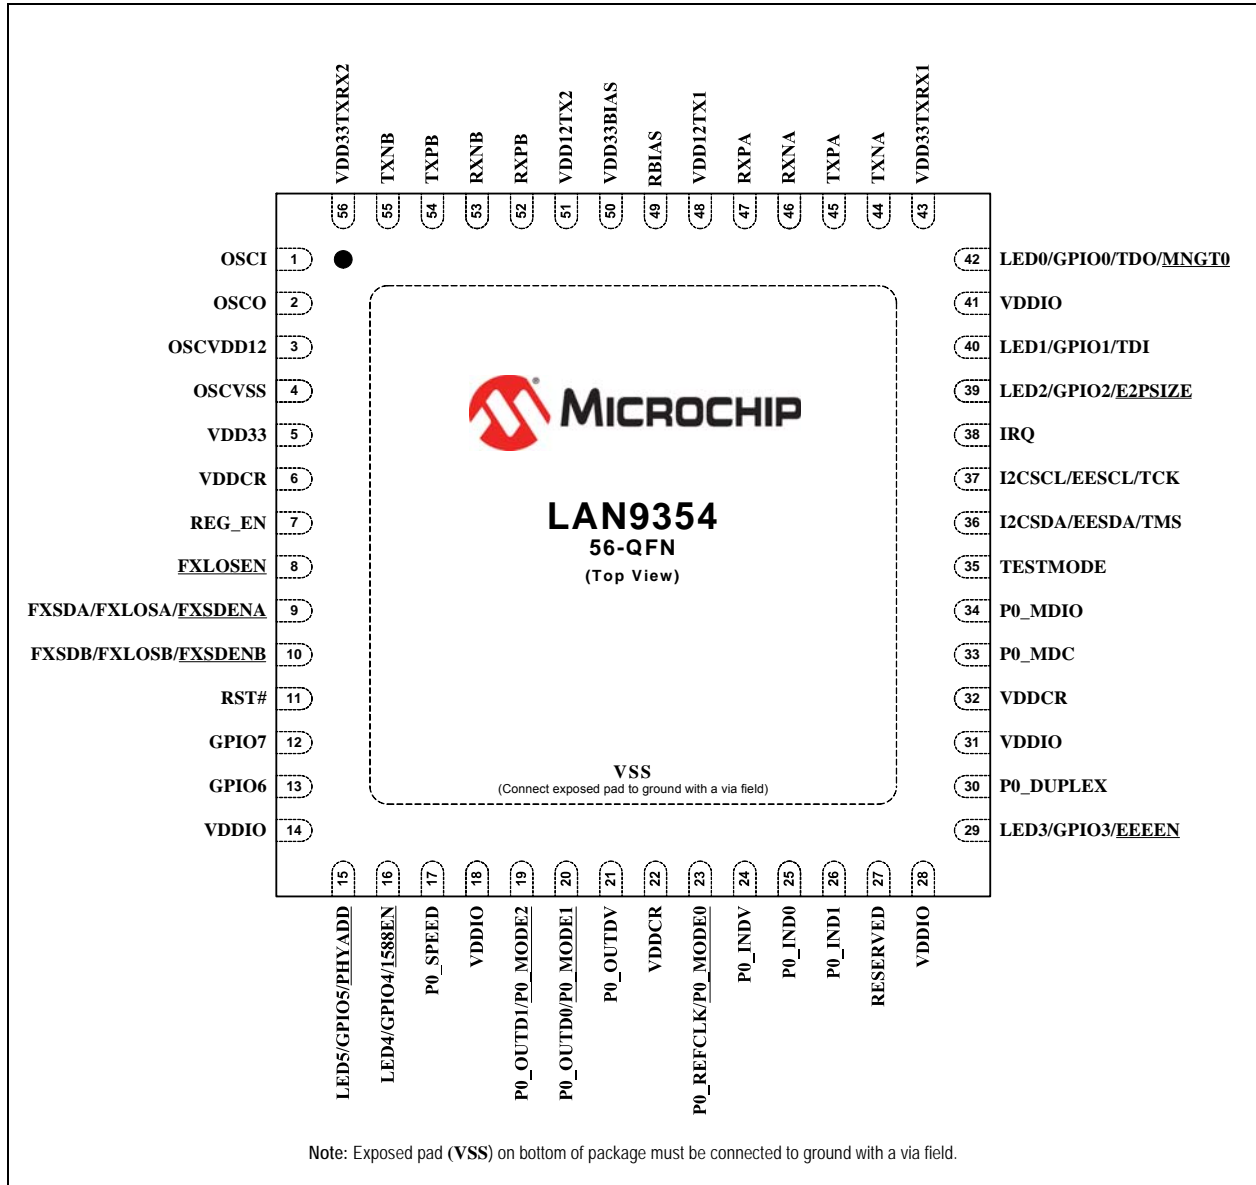 VDD33TXRX2
TXNB
TXPB
RXNB
RXPB
VDD12TX2
VDD33BIAS
RBIAS
VDD12TX1
RXPA
RXNA
TXPA
TXNA
VDD33TXRX1
56
55
54
53
52
51
50
49
48
47
46
45
44
43
OSCI 1
OSCO 2
OSCVDD12 3
OSCVSS 4
VDD33 5
VDDCR 6
REG_EN 7
FXLOSEN 8
FXSDA/FXLOSA/FXSDENA 9
FXSDB/FXLOSB/FXSDENB 10
RST# 11
GPIO7 12
GPIO6 13
VDDIO 14
MICROCHIP
®
LAN9354
56-QFN
(Top View)
VSS
(Connect exposed pad to ground with a via field)
42 LED0/GPIO0/TDO/MNGT0
41 VDDIO
40 LED1/GPIO1/TDI
39 LED2/GPIO2/E2PSIZE
38 IRQ
37 I2CSCL/EESCL/TCK
36 I2CSDA/EESDA/TMS
35 TESTMODE
34 P0_MDIO
33 P0_MDC
32 VDDCR
31 VDDIO
30 P0_DUPLEX
29 LED3/GPIO3/EEEEN
15
16
17
18
19
20
21
22
23
24
25
26
27
28
LED5/GPIO5/PHYADD
LED4/GPIO4/1588EN
P0_SPEED
VDDIO
P0_OUTD1/P0_MODE2
P0_OUTD0/P0_MODE1
P0_OUTDV
VDDCR
P0_REFCLK/P0_MODE0
P0_INDV
P0_IND0
P0_IND1
RESERVED
VDDIO
Note: Exposed pad (VSS) on bottom of package must be connected to ground with a via field.